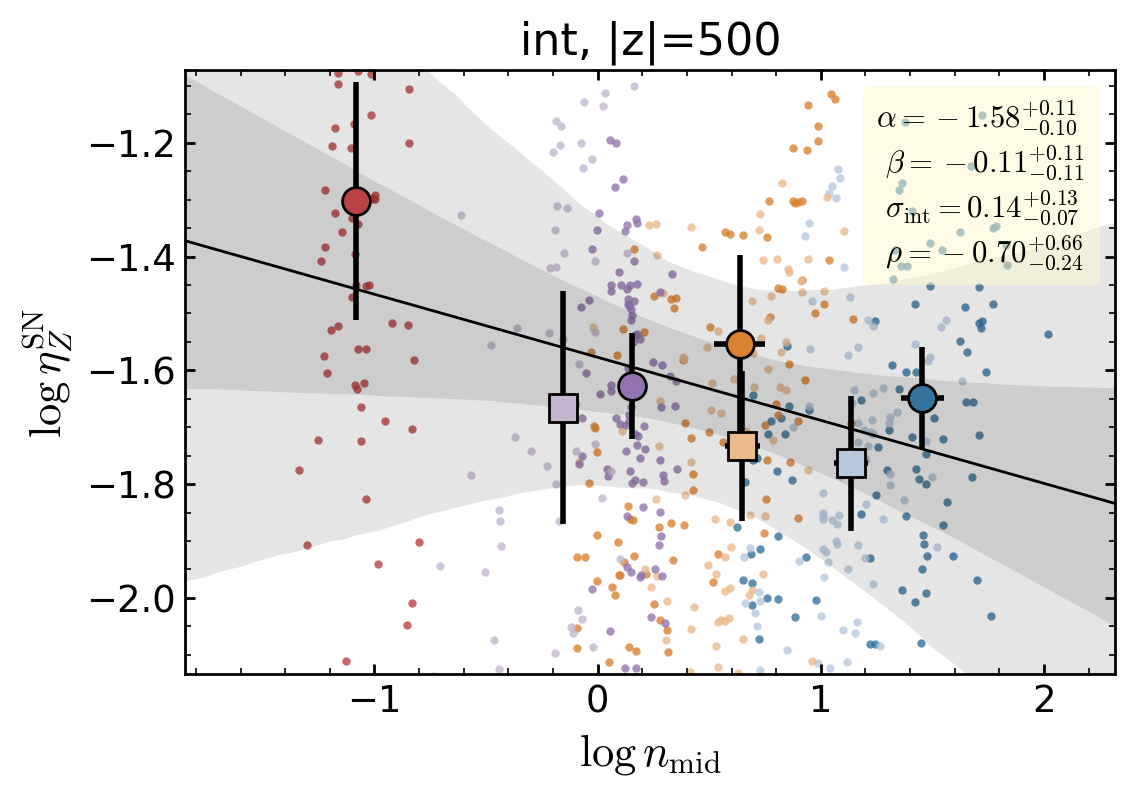 int, |z|=500
α = −1.58 +0.11 −0.10
β = −0.11 +0.11 −0.11
σint = 0.14 +0.13 −0.07
ρ = −0.70 +0.66 −0.24
−1.2
−1.4
−1.6
−1.8
−2.0
log η_Z^SN
−1 0 1 2
log n_mid